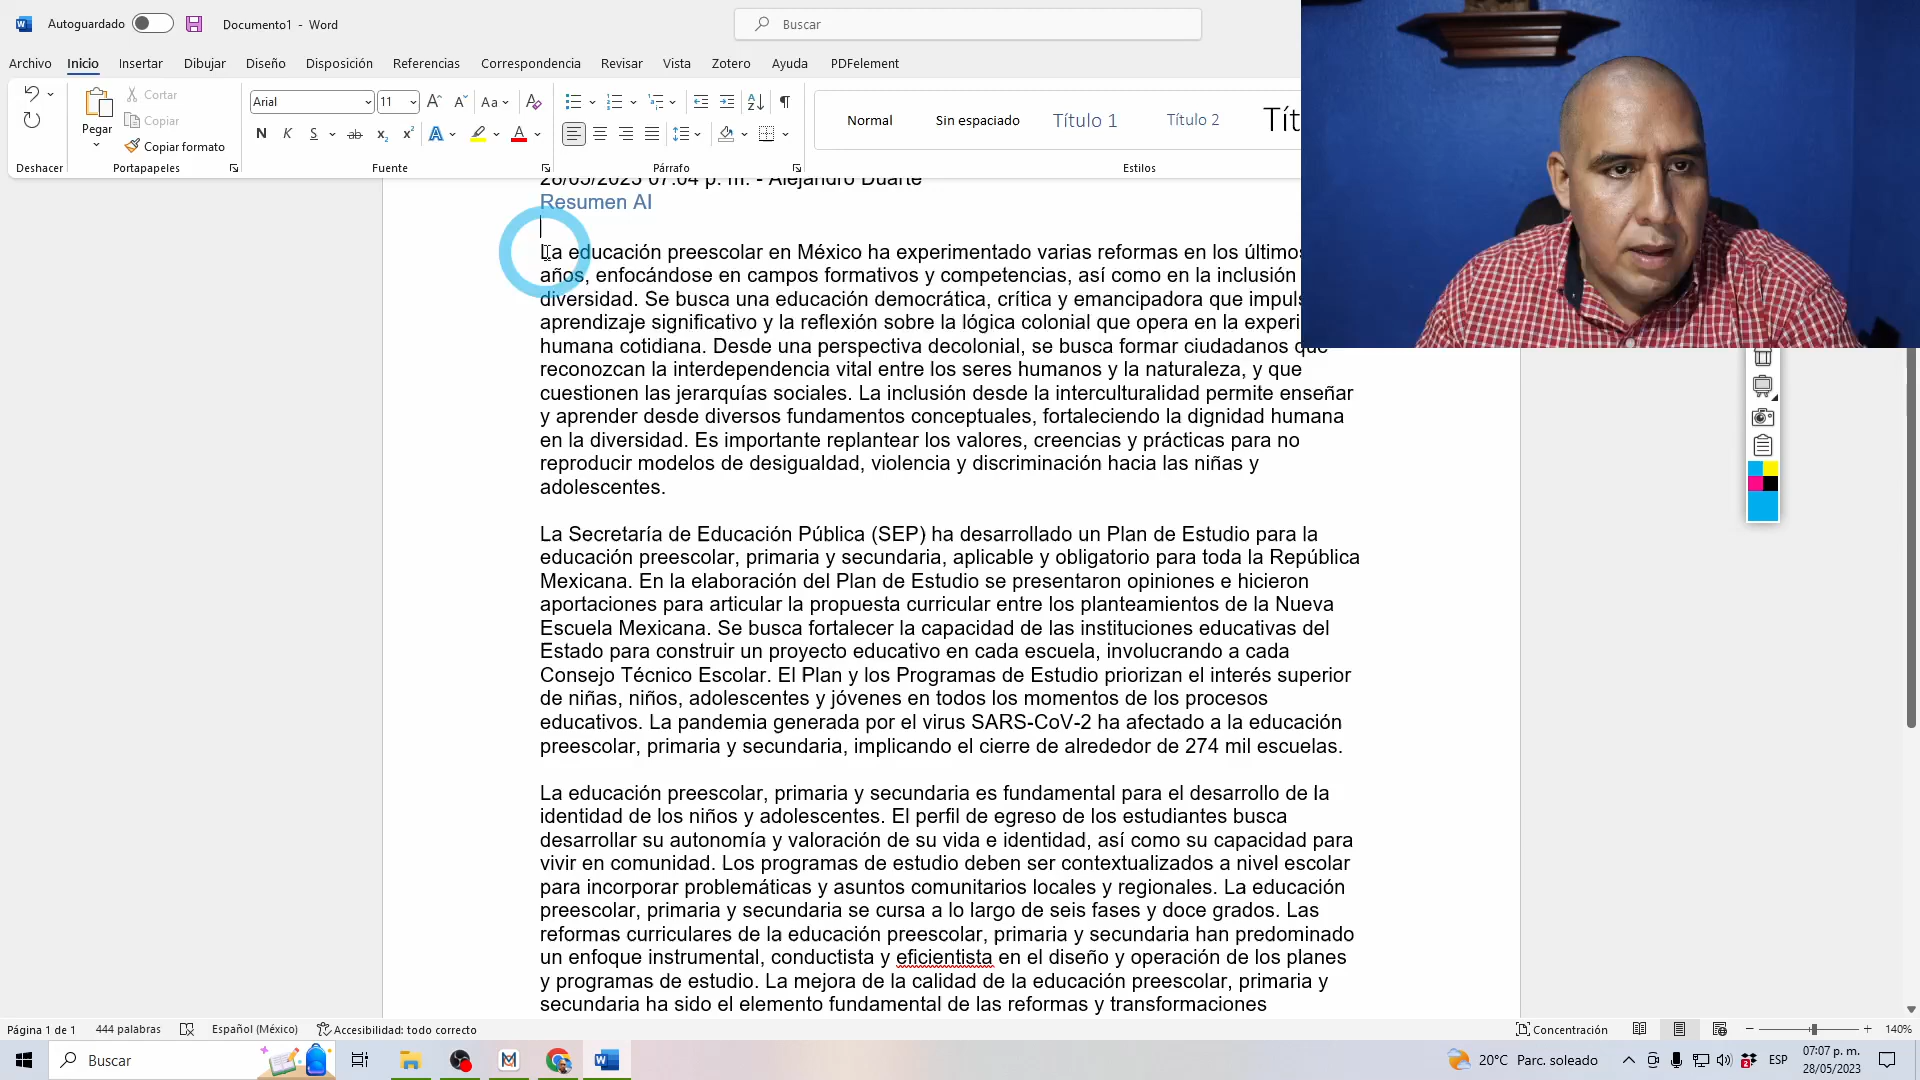 Autoguardado
Documento1 - Word
Buscar
Archivo Inicio Insertar Dibujar Diseño Disposición Referencias Correspondencia Revisar Vista Zotero Ayuda PDFelement
Deshacer
Pegar
Cortar
Copiar
Copiar formato
Portapapeles
Arial 11
Fuente
Párrafo
Normal
Sin espaciado
Título 1
Título 2
Estilos
28/05/2023 07:04 p. m. - Alejandro Duarte
Resumen AI
La educación preescolar en México ha experimentado varias reformas en los últimos
años, enfocándose en campos formativos y competencias, así como en la inclusión
diversidad. Se busca una educación democrática, crítica y emancipadora que
aprendizaje significativo y la reflexión sobre la lógica colonial que opera en la
humana cotidiana. Desde una perspectiva decolonial, se busca formar ciudadanos que
reconozcan la interdependencia vital entre los seres humanos y la naturaleza, y que
cuestionen las jerarquías sociales. La inclusión desde la interculturalidad permite enseñar
y aprender desde diversos fundamentos conceptuales, fortaleciendo la dignidad humana
en la diversidad. Es importante replantear los valores, creencias y prácticas para no
reproducir modelos de desigualdad, violencia y discriminación hacia las niñas y
adolescentes.
La Secretaría de Educación Pública (SEP) ha desarrollado un Plan de Estudio para la
educación preescolar, primaria y secundaria, aplicable y obligatorio para toda la República
Mexicana. En la elaboración del Plan de Estudio se presentaron opiniones e hicieron
aportaciones para articular la propuesta curricular entre los planteamientos de la Nueva
Escuela Mexicana. Se busca fortalecer la capacidad de las instituciones educativas del
Estado para construir un proyecto educativo en cada escuela, involucrando a cada
Consejo Técnico Escolar. El Plan y los Programas de Estudio priorizan el interés superior
de niñas, niños, adolescentes y jóvenes en todos los momentos de los procesos
educativos. La pandemia generada por el virus SARS-CoV-2 ha afectado a la educación
preescolar, primaria y secundaria, implicando el cierre de alrededor de 274 mil escuelas.
La educación preescolar, primaria y secundaria es fundamental para el desarrollo de la
identidad de los niños y adolescentes. El perfil de egreso de los estudiantes busca
desarrollar su autonomía y valoración de su vida e identidad, así como su capacidad para
vivir en comunidad. Los programas de estudio deben ser contextualizados a nivel escolar
para incorporar problemáticas y asuntos comunitarios locales y regionales. La educación
preescolar, primaria y secundaria se cursa a lo largo de seis fases y doce grados. Las
reformas curriculares de la educación preescolar, primaria y secundaria han predominado
un enfoque instrumental, conductista y eficientista en el diseño y operación de los planes
y programas de estudio. La mejora de la calidad de la educación preescolar, primaria y
secundaria ha sido el elemento fundamental de las reformas y transformaciones
Página 1 de 1 444 palabras Español (México) Accesibilidad: todo correcto Concentración 140%
Buscar
20°C Parc. soleado
ESP
07:07 p. m.
28/05/2023